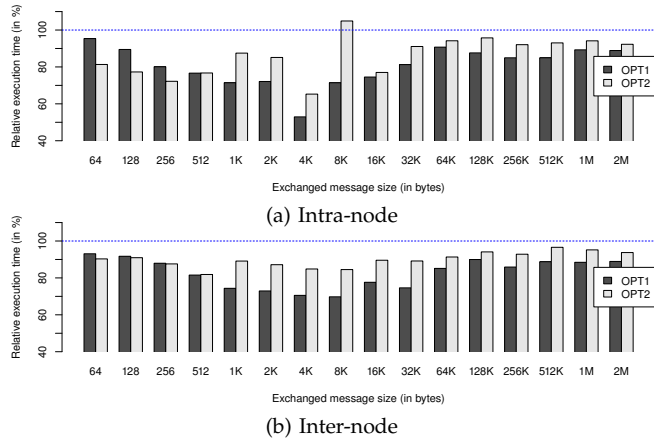 Relative execution time (in %)
100
80
60
40
OPT1
OPT2
64 128 256 512 1K 2K 4K 8K 16K 32K 64K 128K 256K 512K 1M 2M
Exchanged message size (in bytes)
(a) Intra-node
Relative execution time (in %)
100
80
60
40
OPT1
OPT2
64 128 256 512 1K 2K 4K 8K 16K 32K 64K 128K 256K 512K 1M 2M
Exchanged message size (in bytes)
(b) Inter-node